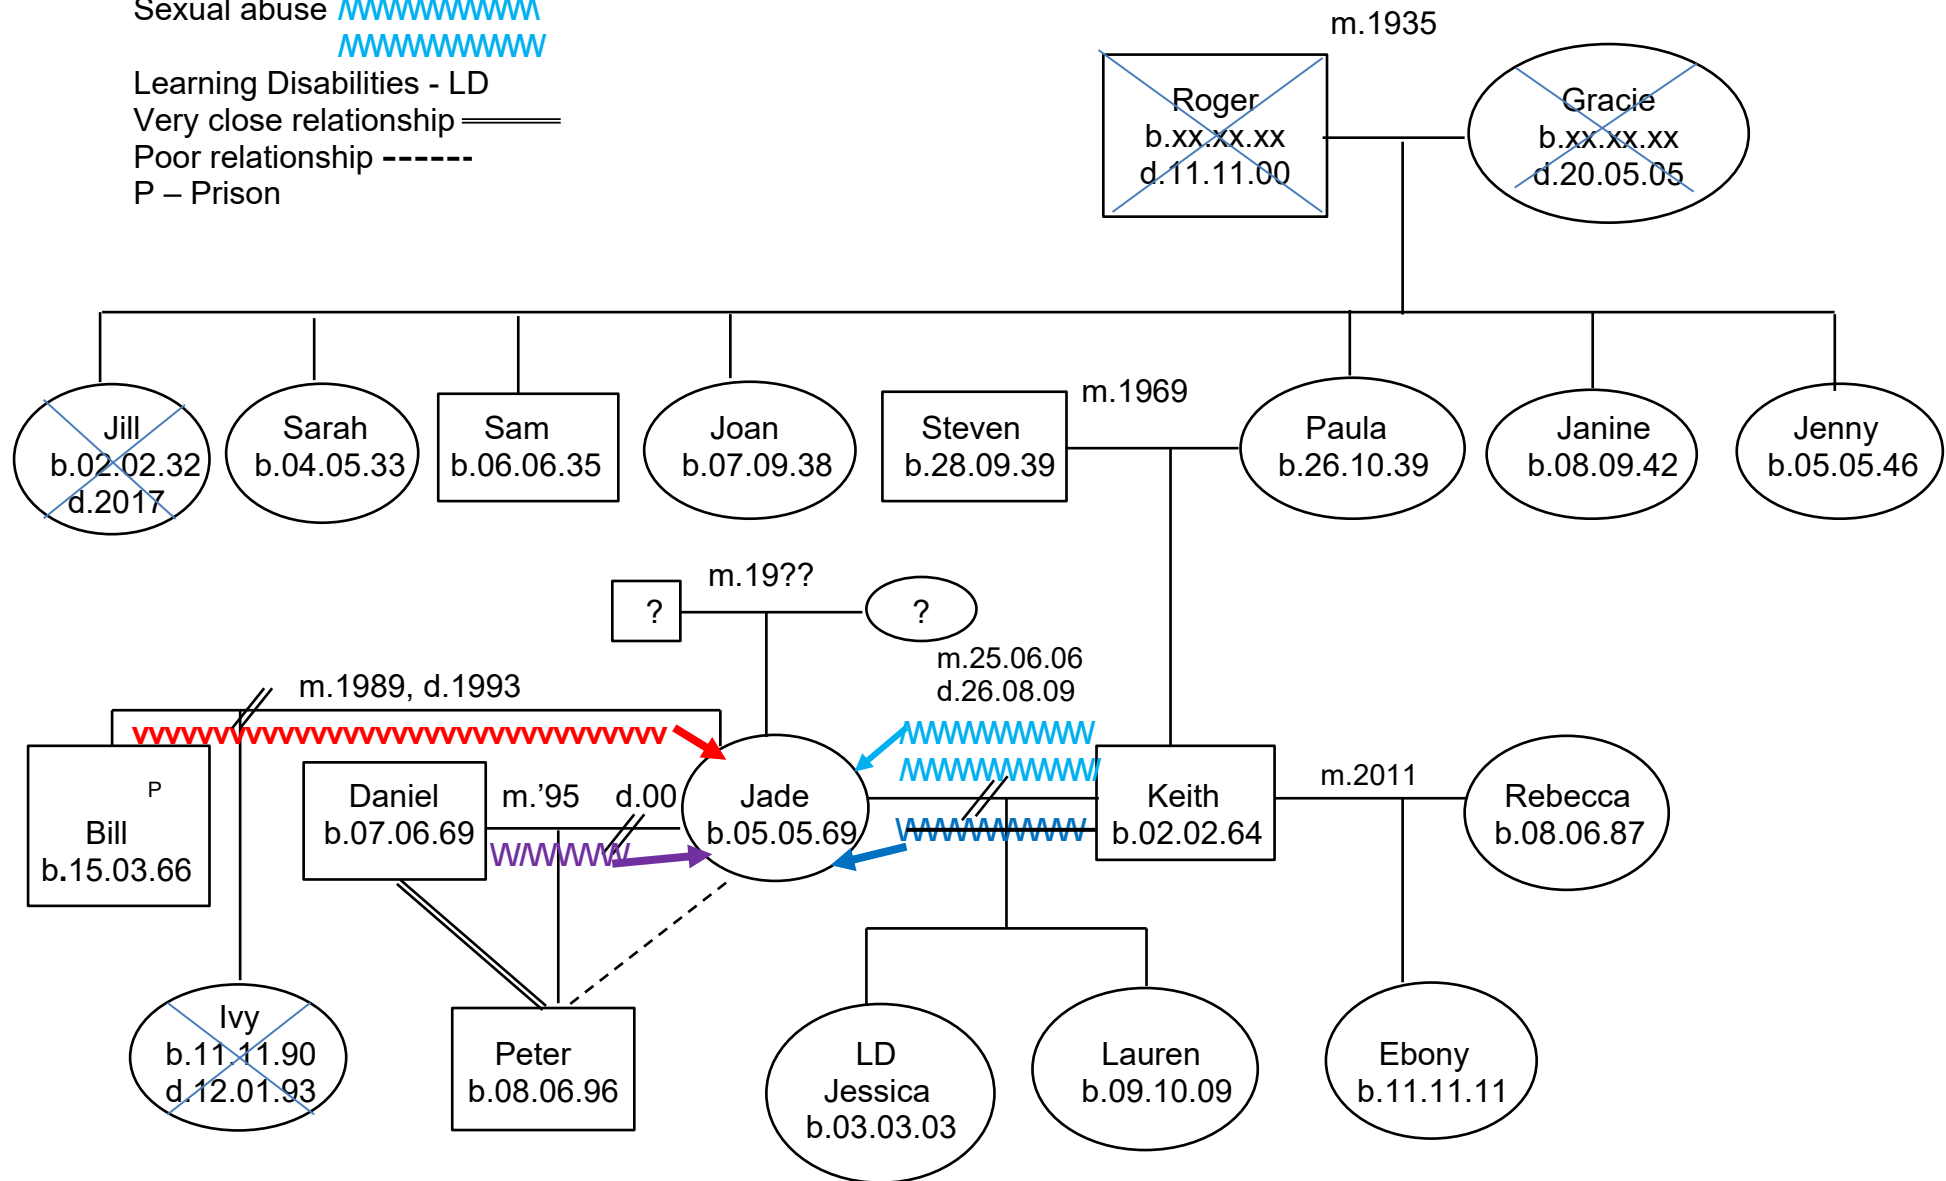 Sexual abuse
Learning Disabilities - LD
Very close relationship
Poor relationship ------
P – Prison
m.1935
Roger
b.xx.xx.xx
d.11.11.00
Gracie
b.xx.xx.xx
d.20.05.05
Jill
b.02.02.32
d.2017
Sarah
b.04.05.33
Sam
b.06.06.35
Joan
b.07.09.38
Steven
b.28.09.39
m.1969
Paula
b.26.10.39
Janine
b.08.09.42
Jenny
b.05.05.46
?
m.19??
?
m.25.06.06
d.26.08.09
m.1989, d.1993
P
Bill
b.15.03.66
Daniel
b.07.06.69
m.’95 d.00
Jade
b.05.05.69
Keith
b.02.02.64
m.2011
Rebecca
b.08.06.87
Ivy
b.11.11.90
d.12.01.93
Peter
b.08.06.96
LD
Jessica
b.03.03.03
Lauren
b.09.10.09
Ebony
b.11.11.11